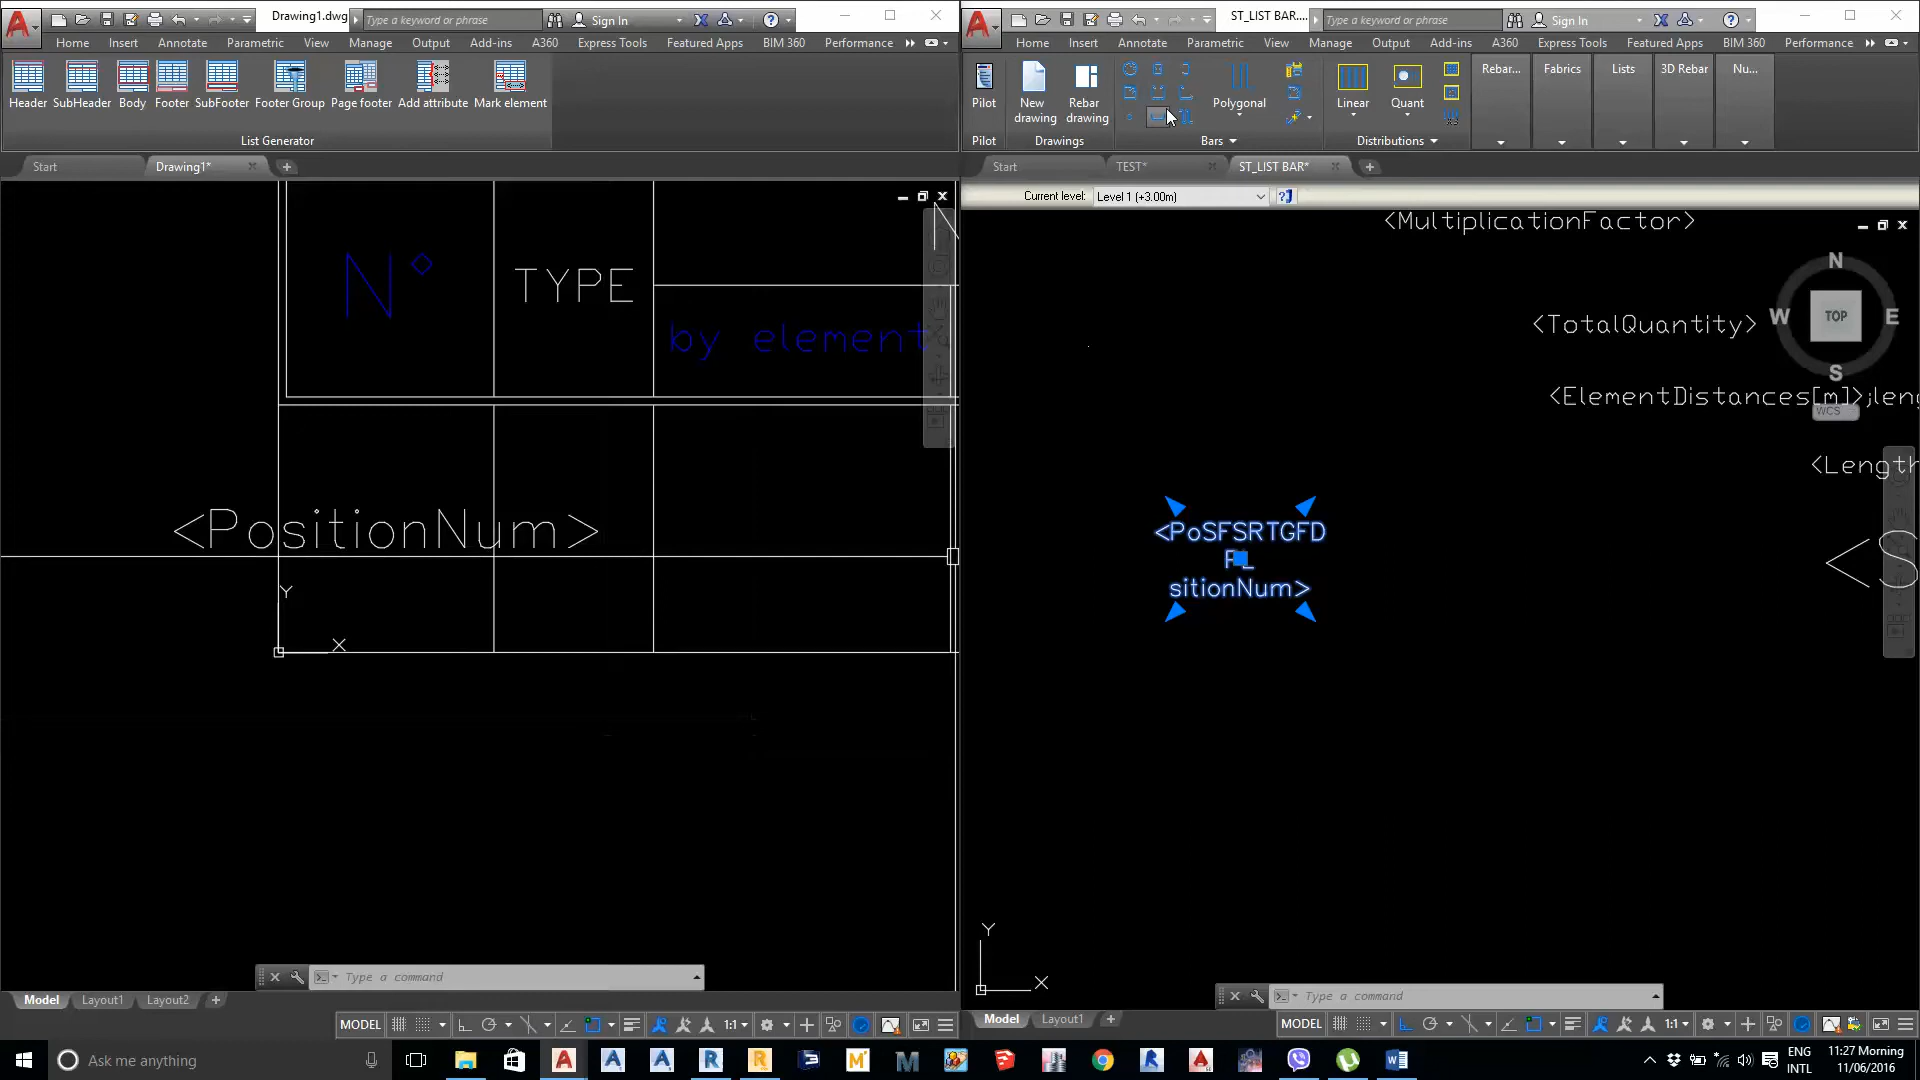 Drawing1.dwg
Type a keyword or phrase
Sign In
Home Insert Annotate Parametric View Manage Output Add-ins A360 Express Tools Featured Apps BIM 360 Performance
Header SubHeader Body Footer SubFooter Footer Group Page footer Add attribute Mark element
List Generator
Start Drawing1*
N°
TYPE
by element
<PositionNum>
Y
X
Type a command
Model Layout1 Layout2
MODEL 1:1
ST_LIST BAR....
Type a keyword or phrase
Sign In
Home Insert Annotate Parametric View Manage Output Add-ins A360 Express Tools Featured Apps BIM 360 Performance
Pilot
New drawing
Rebar drawing
Polygonal
Linear
Quant
Rebar...
Fabrics
Lists
3D Rebar
Nu...
Pilot Drawings Bars Distributions
Start TEST* ST_LIST BAR*
Current level: Level 1 (+3.00m)
<MultiplicationFactor>
<TotalQuantity>
<ElementDistances[m];leng
<Length
<S
N
W TOP E
S
WCS
<PoSFSRTGFD
sitionNum>
Y
X
Type a command
Model Layout1
MODEL 1:1
Ask me anything
ENG
INTL
11:27 Morning
11/06/2016